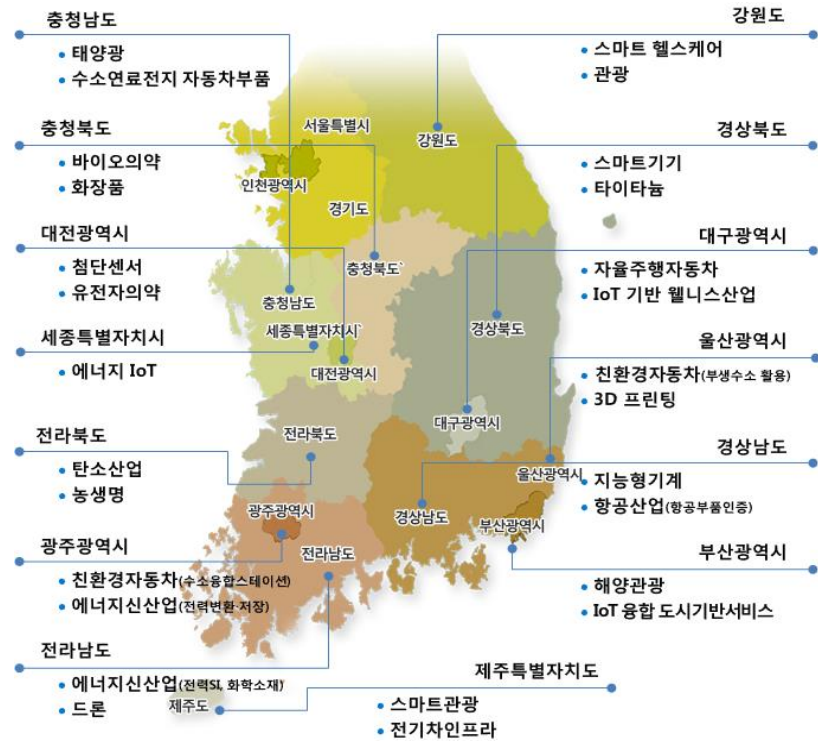 충청남도
• 태양광
• 수소연료전지 자동차부품
충청북도
• 바이오의약
• 화장품
대전광역시
• 첨단센서
• 유전자의약
세종특별자치시
• 에너지 IoT
전라북도
• 탄소산업
• 농생명
광주광역시
• 친환경자동차(수소융합스테이션)
• 에너지신산업(전력변환·저장)
전라남도
• 에너지신산업(전력SI, 화학소재)
• 드론
강원도
• 스마트 헬스케어
• 관광
경상북도
• 스마트기기
• 타이타늄
대구광역시
• 자율주행자동차
• IoT 기반 웰니스산업
울산광역시
• 친환경자동차(부생수소 활용)
• 3D 프린팅
경상남도
• 지능형기계
• 항공산업(항공부품인증)
부산광역시
• 해양관광
• IoT 융합 도시기반서비스
제주특별자치도
• 스마트관광
• 전기차인프라
서울특별시
강원도
인천광역시
경기도
충청북도`
충청남도
세종특별자치시`
경상북도
대전광역시
대구광역시
전라북도
울산광역시
광주광역시
경상남도
부산광역시
전라남도
제주도